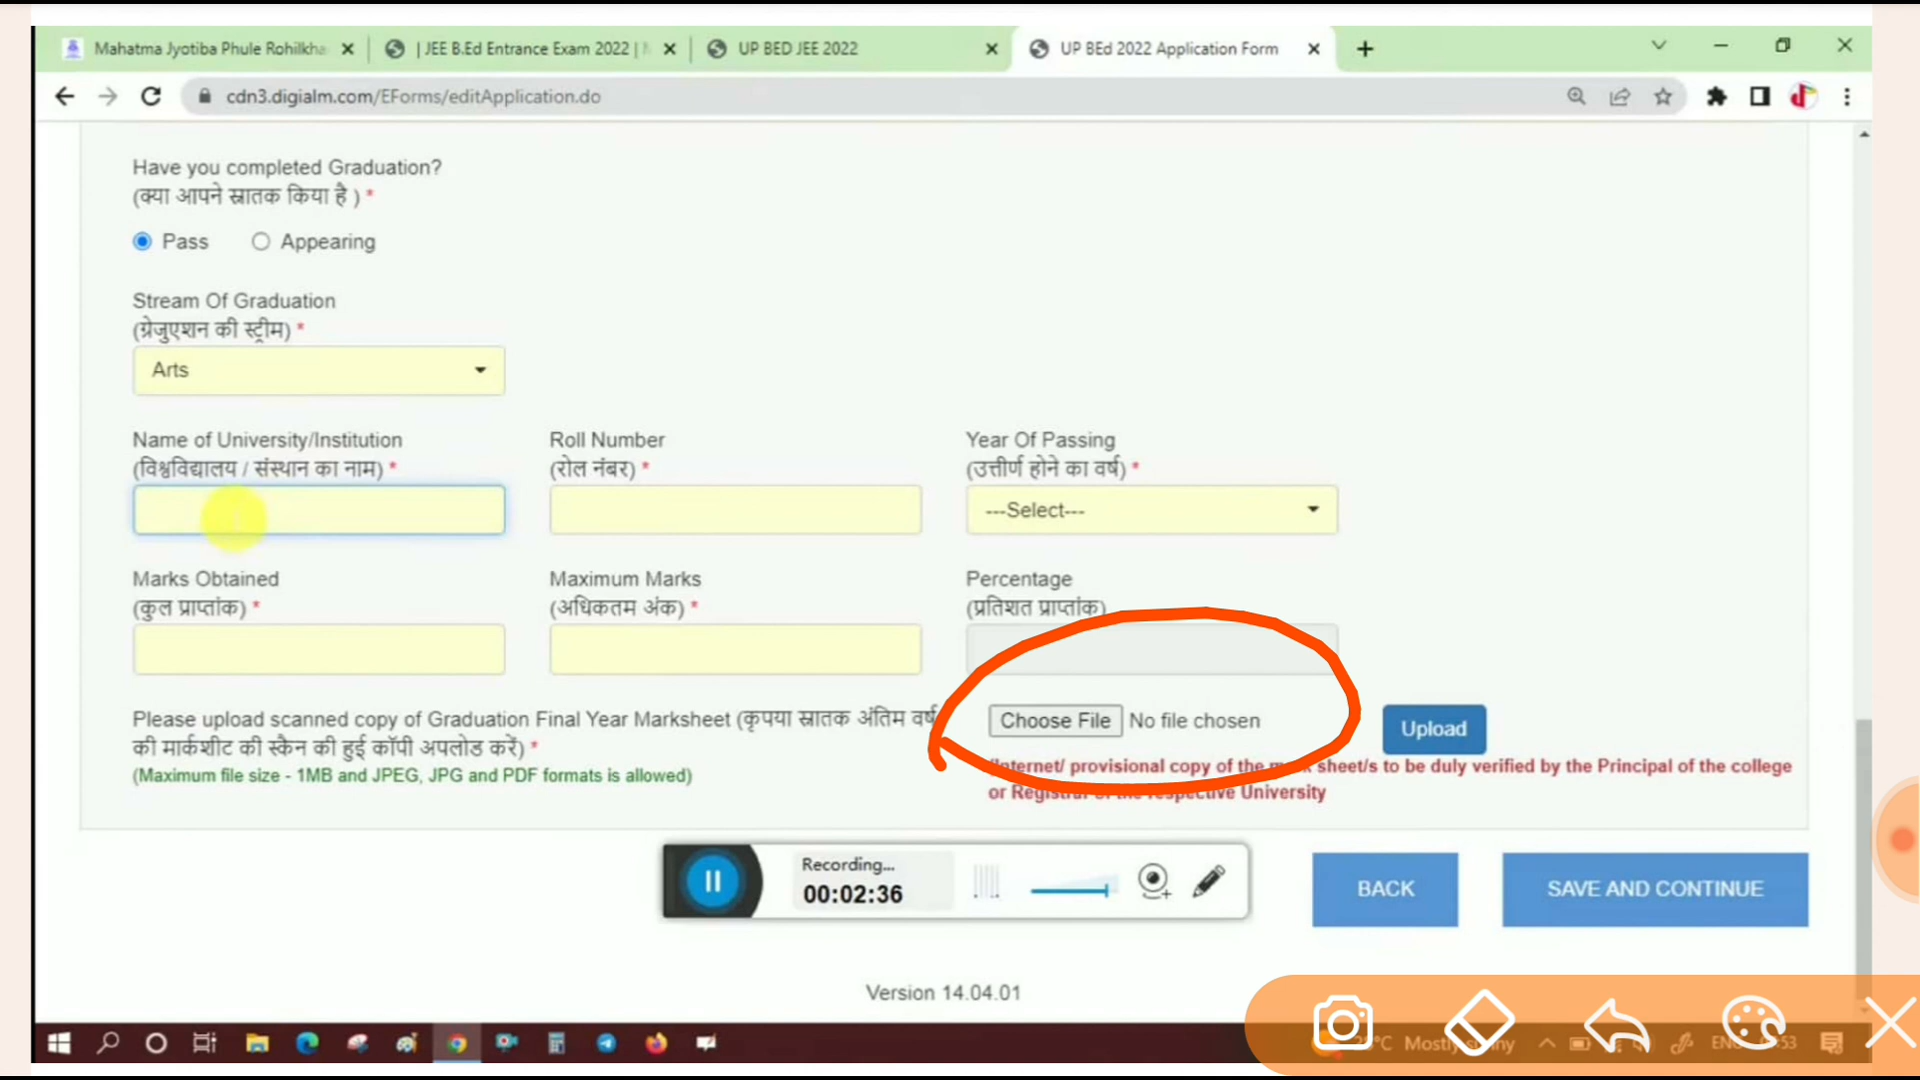 Mahatma Jyotiba Phule Rohilkha
| JEE B.Ed Entrance Exam 2022 |
UP BED JEE 2022
UP BEd 2022 Application Form
cdn3.digialm.com/EForms/editApplication.do
Have you completed Graduation?
(क्या आपने स्नातक किया है ) *
Pass Appearing
Stream Of Graduation
(ग्रेजुएशन की स्ट्रीम) *
Arts
Name of University/Institution Roll Number Year Of Passing
(विश्वविद्यालय / संस्थान का नाम) * (रोल नंबर) * (उत्तीर्ण होने का वर्ष) *
---Select---
Marks Obtained Maximum Marks Percentage
(कुल प्राप्तांक) * (अधिकतम अंक) * (प्रतिशत प्राप्तांक)
Please upload scanned copy of Graduation Final Year Marksheet (कृपया स्नातक अंतिम वर्ष
की मार्कशीट की स्कैन की हुई कॉपी अपलोड करें) *
(Maximum file size - 1MB and JPEG, JPG and PDF formats is allowed)
Choose File No file chosen
Upload
Internet/ provisional copy of the sheet/s to be duly verified by the Principal of the college
or the respective University
Recording...
00:02:36
BACK SAVE AND CONTINUE
Version 14.04.01